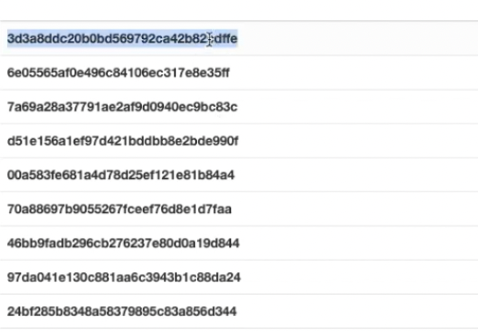 6e05565af0e496c84106ec317e8e35ff
7a69a28a37791ae2af9d0940ec9bc83c
d51e156a1ef97d421bddbb8e2bde990f
00a583fe681a4d78d25ef121e81b84a4
70a88697b9055267fceef76d8e1d7faa
46bb9fadb296cb276237e80d0a19d844
97da041e130c881aa6c3943b1c88da24
24bf285b8348a58379895c83a856d344